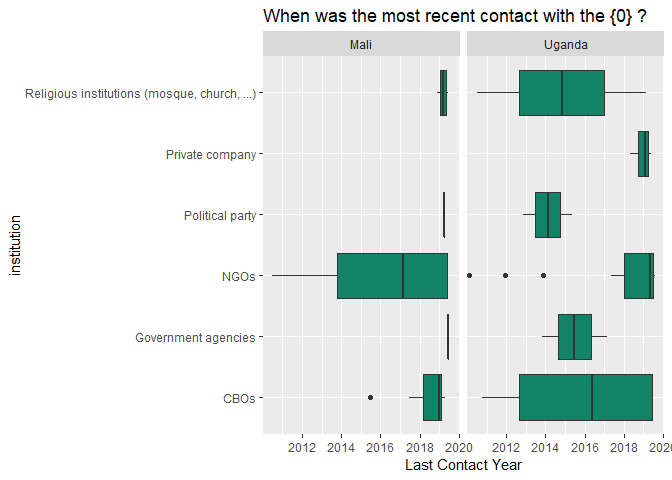 When was the most recent contact with the {0} ?
Mali
Uganda
Religious institutions (mosque, church, ...)
Private company
Political party
NGOs
Government agencies
CBOs
institution
2012 2014 2016 2018 2020 2012 2014 2016 2018 202
Last Contact Year